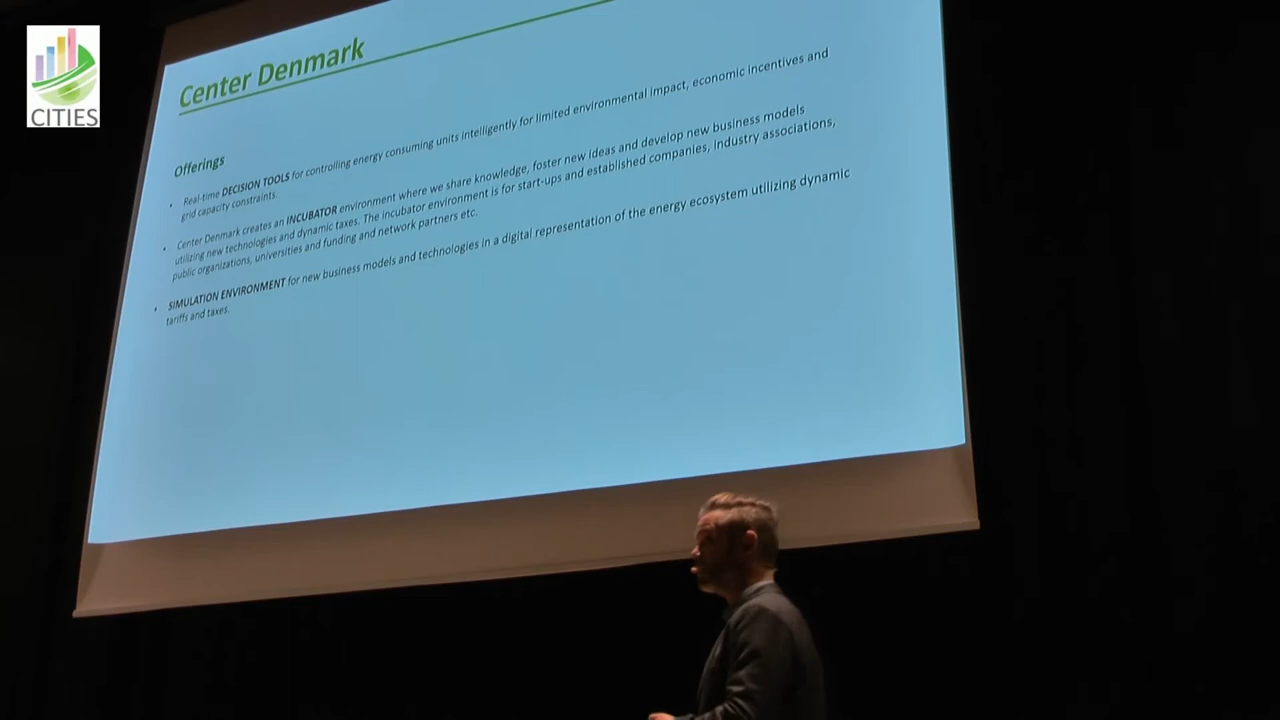 CITIES
Center Denmark
Offerings
• Real-time DECISION TOOLS for controlling energy consuming units intelligently for limited environmental impact, economic incentives and
grid capacity constraints.
• Center Denmark creates an INCUBATOR environment where we share knowledge, foster new ideas and develop new business models
utilizing new technologies and dynamic taxes. The incubator environment is for start-ups and established companies, industry associations,
public organizations, universities and funding and network partners etc.
• SIMULATION ENVIRONMENT for new business models and technologies in a digital representation of the energy ecosystem utilizing dynamic
tariffs and taxes.